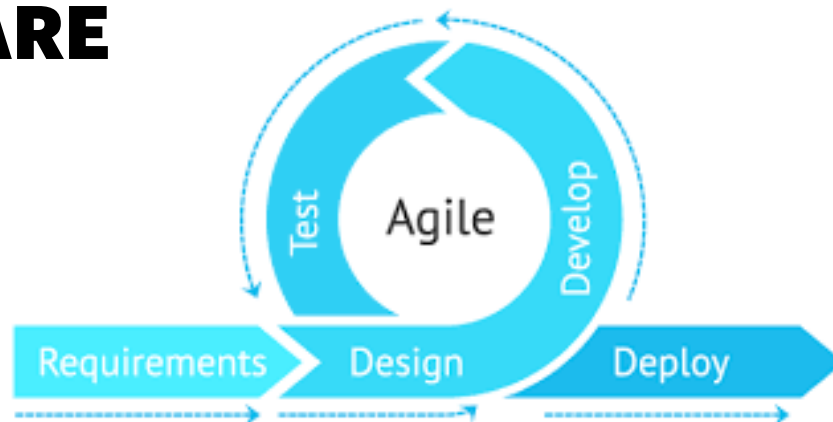 ARE
Test
Agile
Develop
Requirements
Design
Deploy